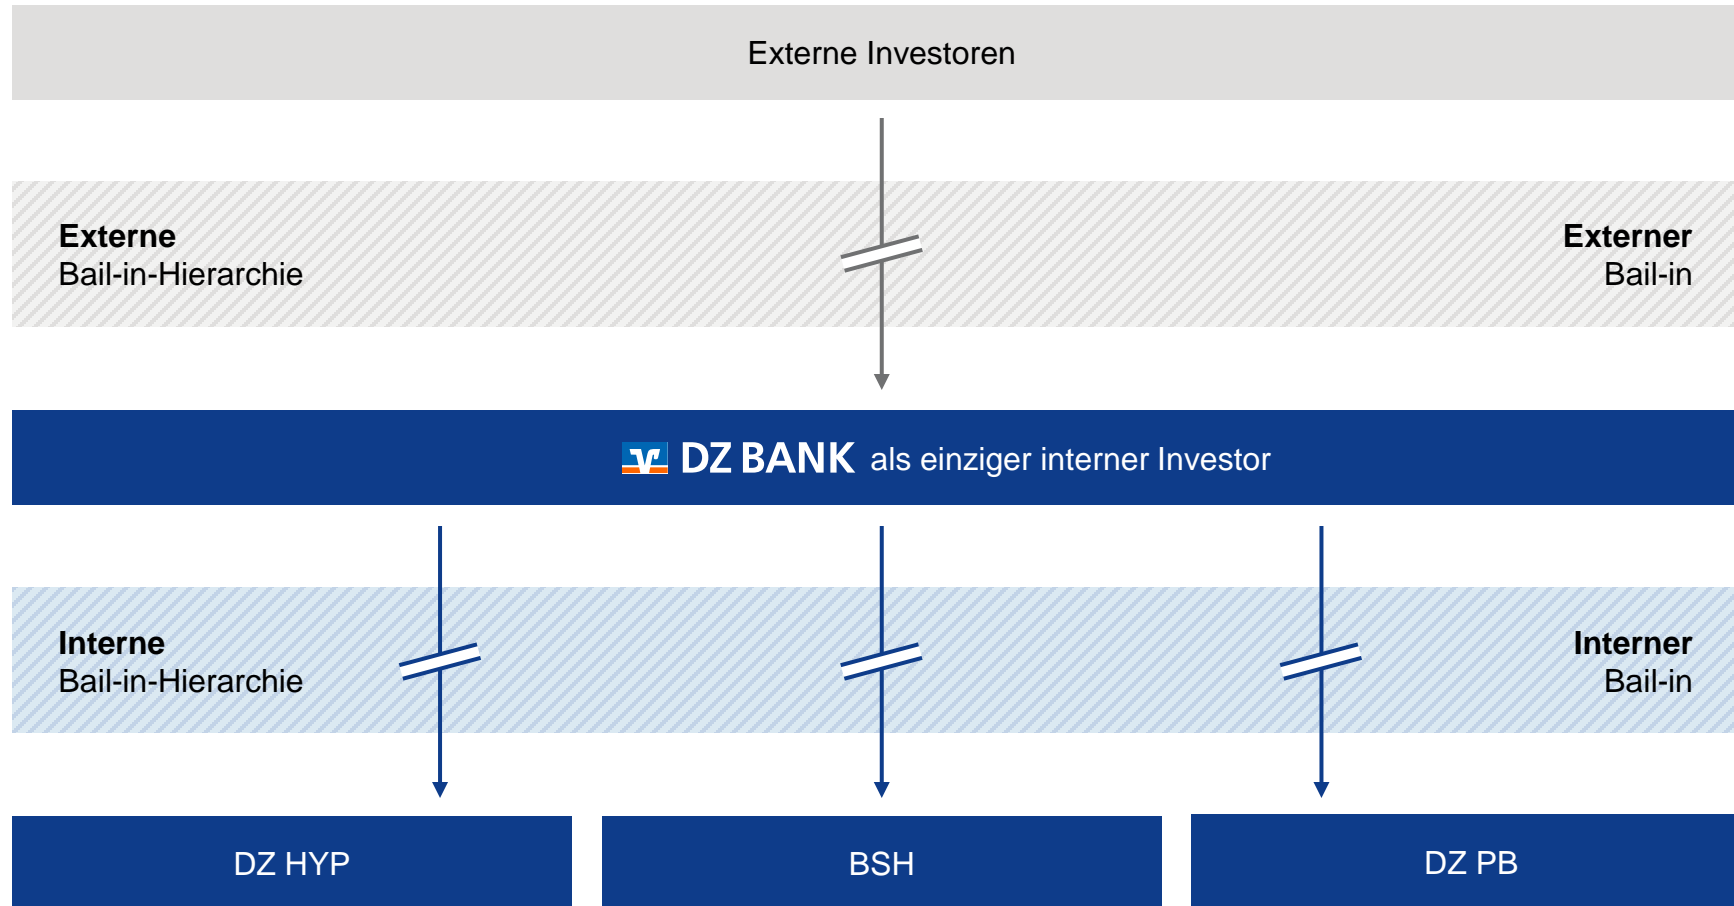 Externe Investoren
Externe
Bail-in-Hierarchie
Externer
Bail-in
DZ BANK als einziger interner Investor
Interne
Bail-in-Hierarchie
Interner
Bail-in
DZ HYP
BSH
DZ PB